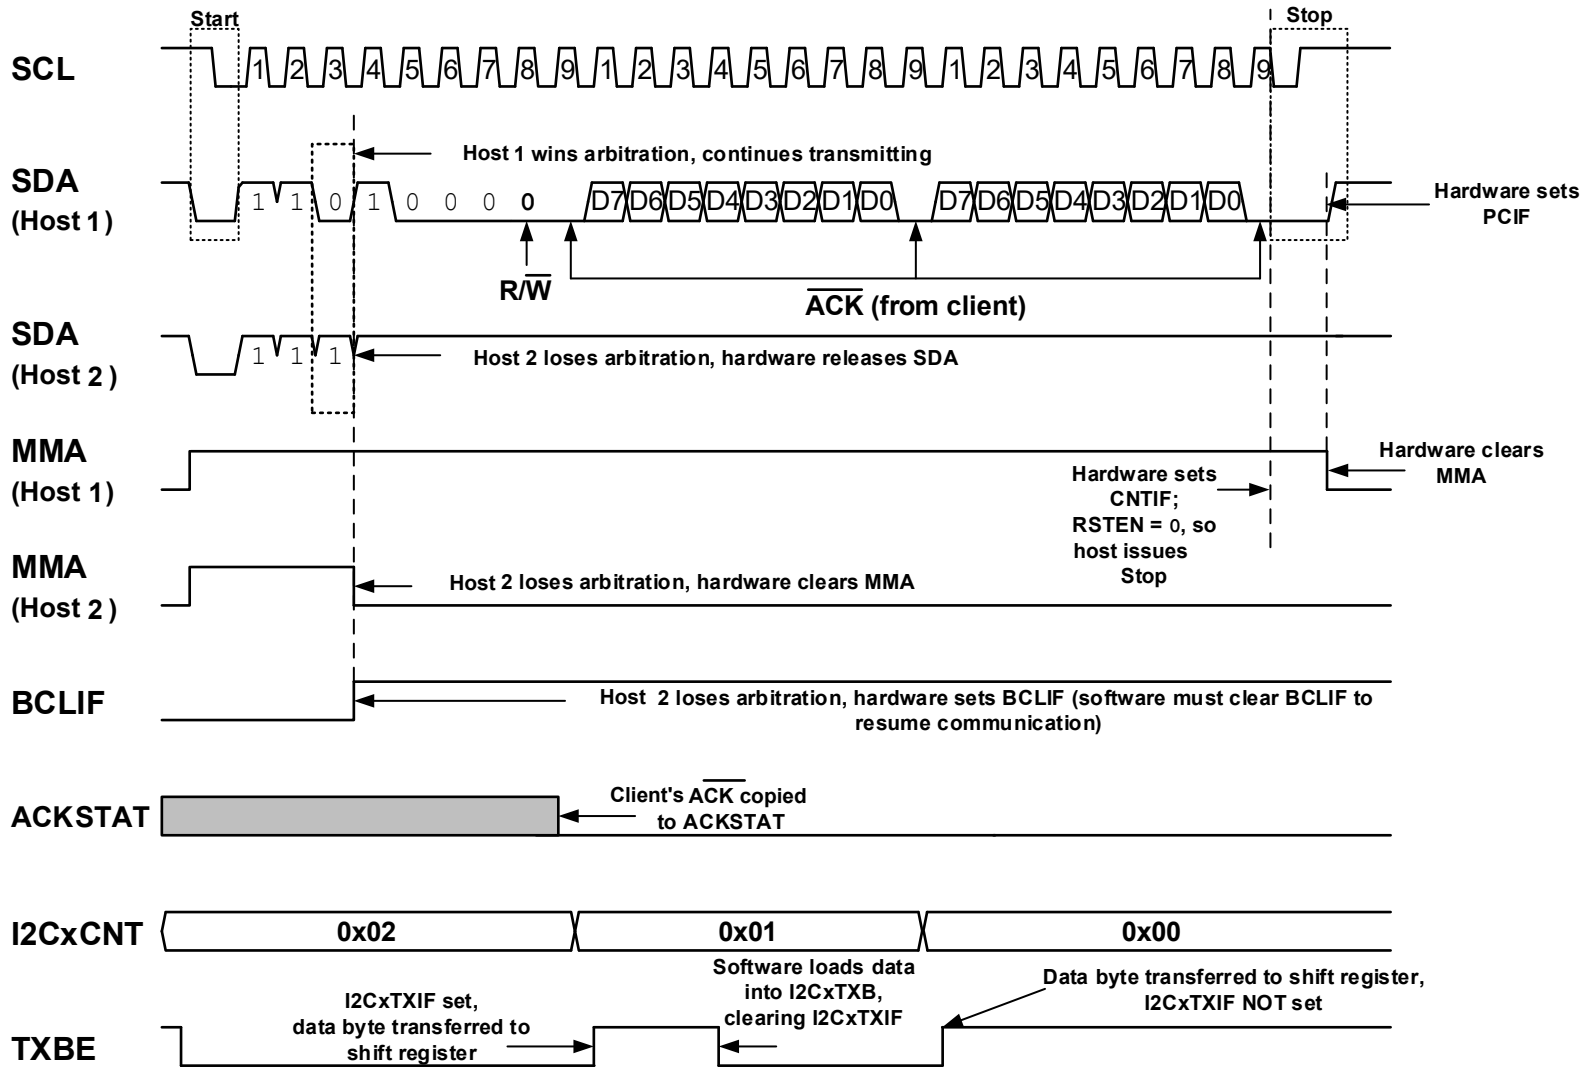 Start
Stop
SCL
1 2 3 4 5 6 7 8 9 1 2 3 4 5 6 7 8 9 1 2 3 4 5 6 7 8 9
Host 1 wins arbitration, continues transmitting
SDA
(Host 1)
1 1 0 1 0 0 0 0 D7 D6 D5 D4 D3 D2 D1 D0 D7 D6 D5 D4 D3 D2 D1 D0
Hardware sets
PCIF
R/W
ACK (from client)
SDA
(Host 2)
1 1 1
Host 2 loses arbitration, hardware releases SDA
MMA
(Host 1)
Hardware sets
CNTIF;
RSTEN = 0, so
host issues
Stop
Hardware clears
MMA
MMA
(Host 2)
Host 2 loses arbitration, hardware clears MMA
BCLIF
Host 2 loses arbitration, hardware sets BCLIF (software must clear BCLIF to
resume communication)
ACKSTAT
Client's ACK copied
to ACKSTAT
I2CxCNT
0x02 0x01 0x00
I2CxTXIF set,
data byte transferred to
shift register
Software loads data
into I2CxTXB,
clearing I2CxTXIF
Data byte transferred to shift register,
I2CxTXIF NOT set
TXBE